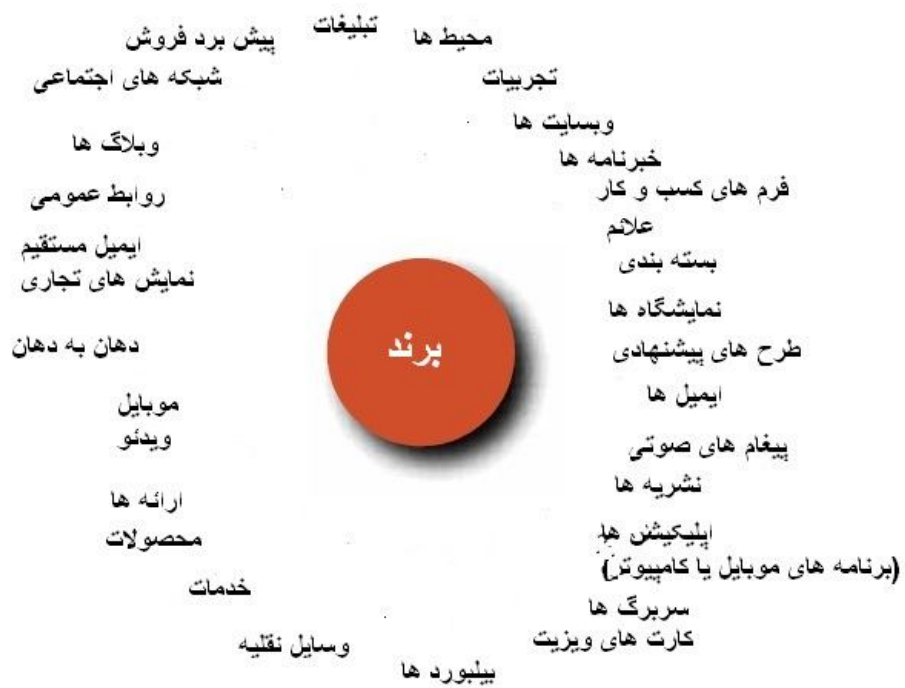 تبلیغات
محیط ها
تجربیات
وبسایت ها
خبرنامه ها
فرم های کسب و کار
علائم
بسته بندی
نمایشگاه ها
طرح های پیشنهادی
ایمیل ها
پیغام های صوتی
نشریه ها
اپلیکیشن ها
(برنامه های موبایل یا کامپیوتر)
سربرگ ها
کارت های ویزیت
بیلبورد ها
وسایل نقلیه
خدمات
محصولات
ارائه ها
ویدئو
موبایل
دهان به دهان
نمایش های تجاری
ایمیل مستقیم
روابط عمومی
وبلاگ ها
شبکه های اجتماعی
پیش برد فروش
برند